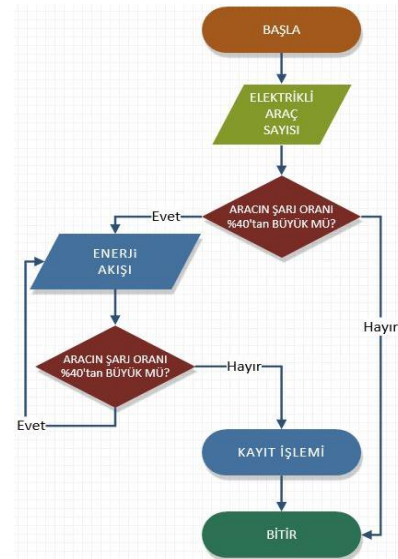 BAŞLA
ELEKTRİKLİ
ARAÇ
SAYISI
ARACIN ŞARJ ORANI
%40'tan BÜYÜK MÜ?
Evet
ENERJi
AKIŞI
Hayır
ARACIN ŞARJ ORANI
%40'tan BÜYÜK MÜ?
Hayır
Evet
KAYIT İŞLEMİ
BİTİR